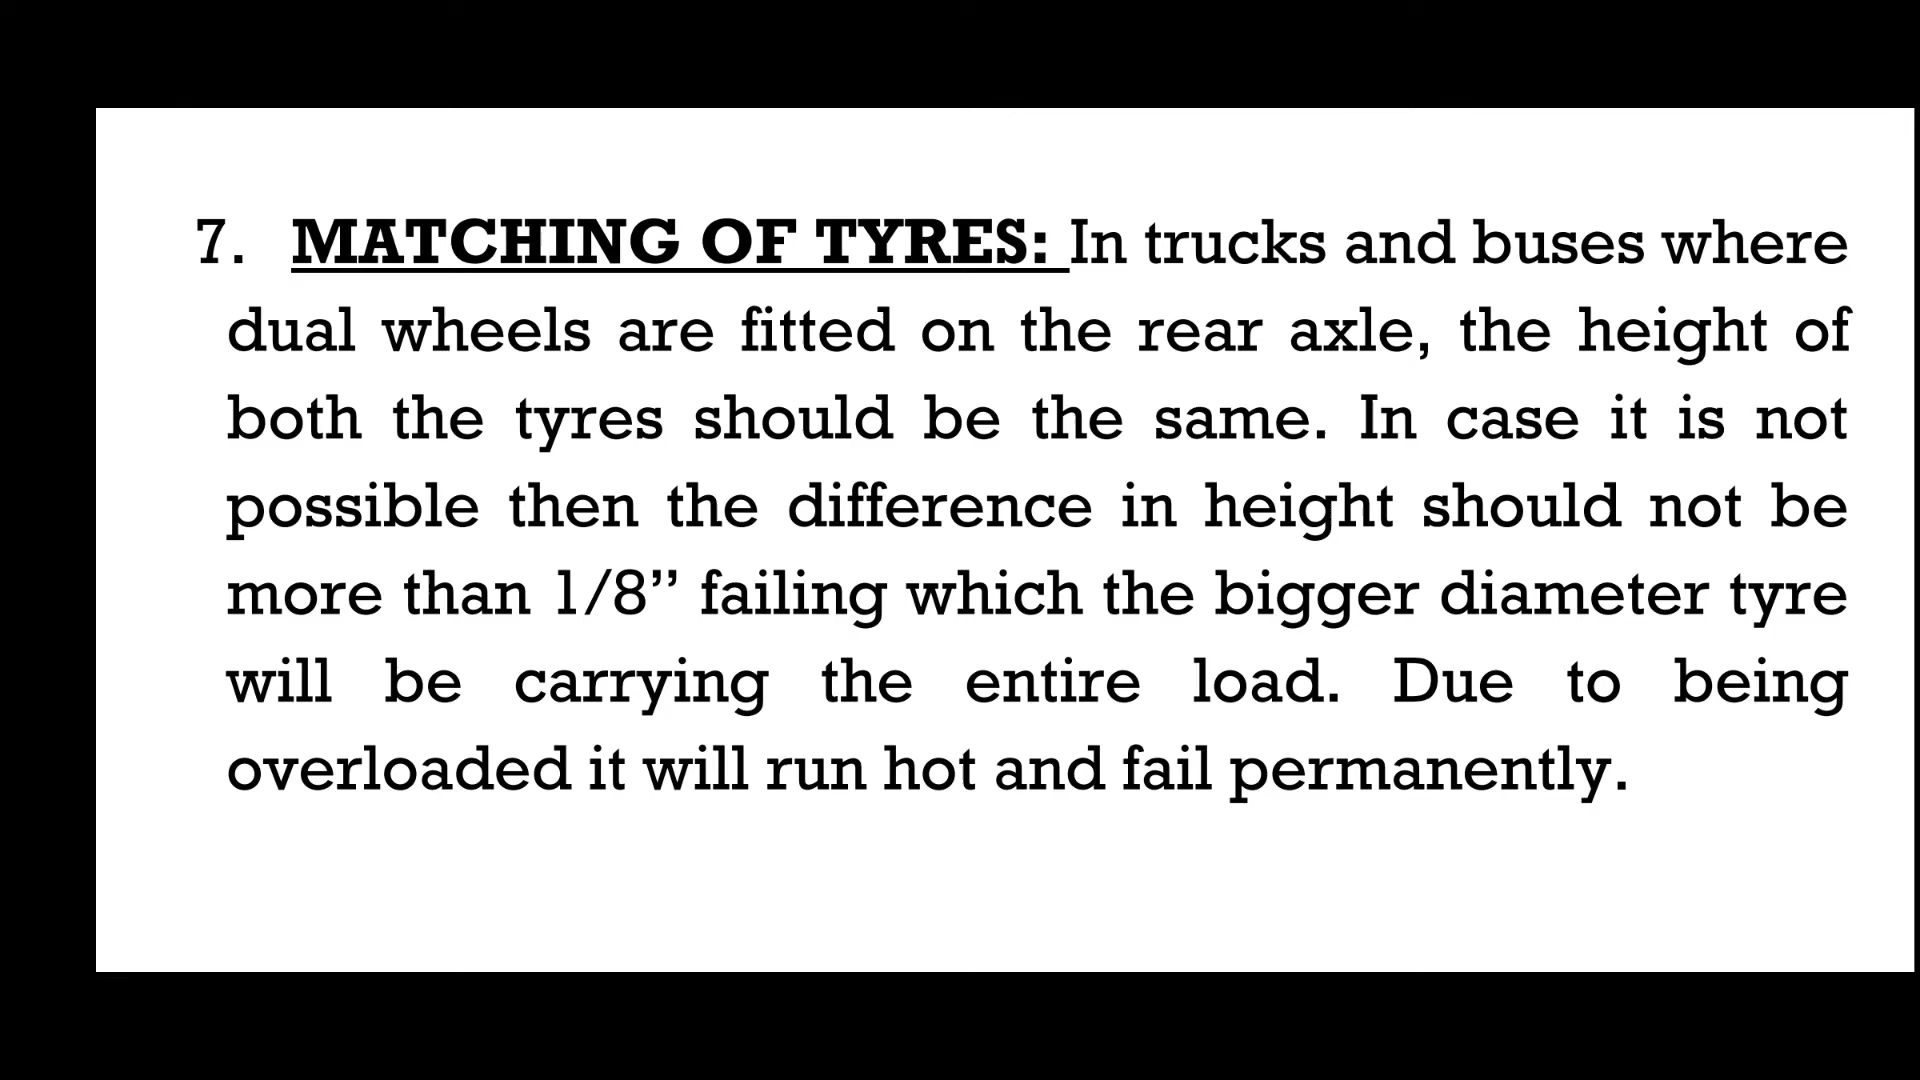 7. MATCHING OF TYRES: In trucks and buses where
dual wheels are fitted on the rear axle, the height of
both the tyres should be the same. In case it is not
possible then the difference in height should not be
more than 1/8” failing which the bigger diameter tyre
will be carrying the entire load. Due to being
overloaded it will run hot and fail permanently.